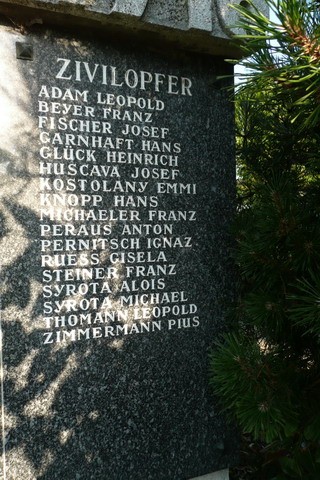 ZIVILOPFER
ADAM LEOPOLD
BEYER FRANZ
FISCHER JOSEF
GARNHAFT HANS
GLÜCK HEINRICH
HUSCAVA JOSEF
KOSTOLANY EMMI
KNOPP HANS
MICHAELER FRANZ
PERAUS ANTON
PERNITSCH IGNAZ
RUESS GISELA
STEINER FRANZ
SYROTA ALOIS
SYROTA MICHAEL
THOMANN LEOPOLD
ZIMMERMANN PIUS